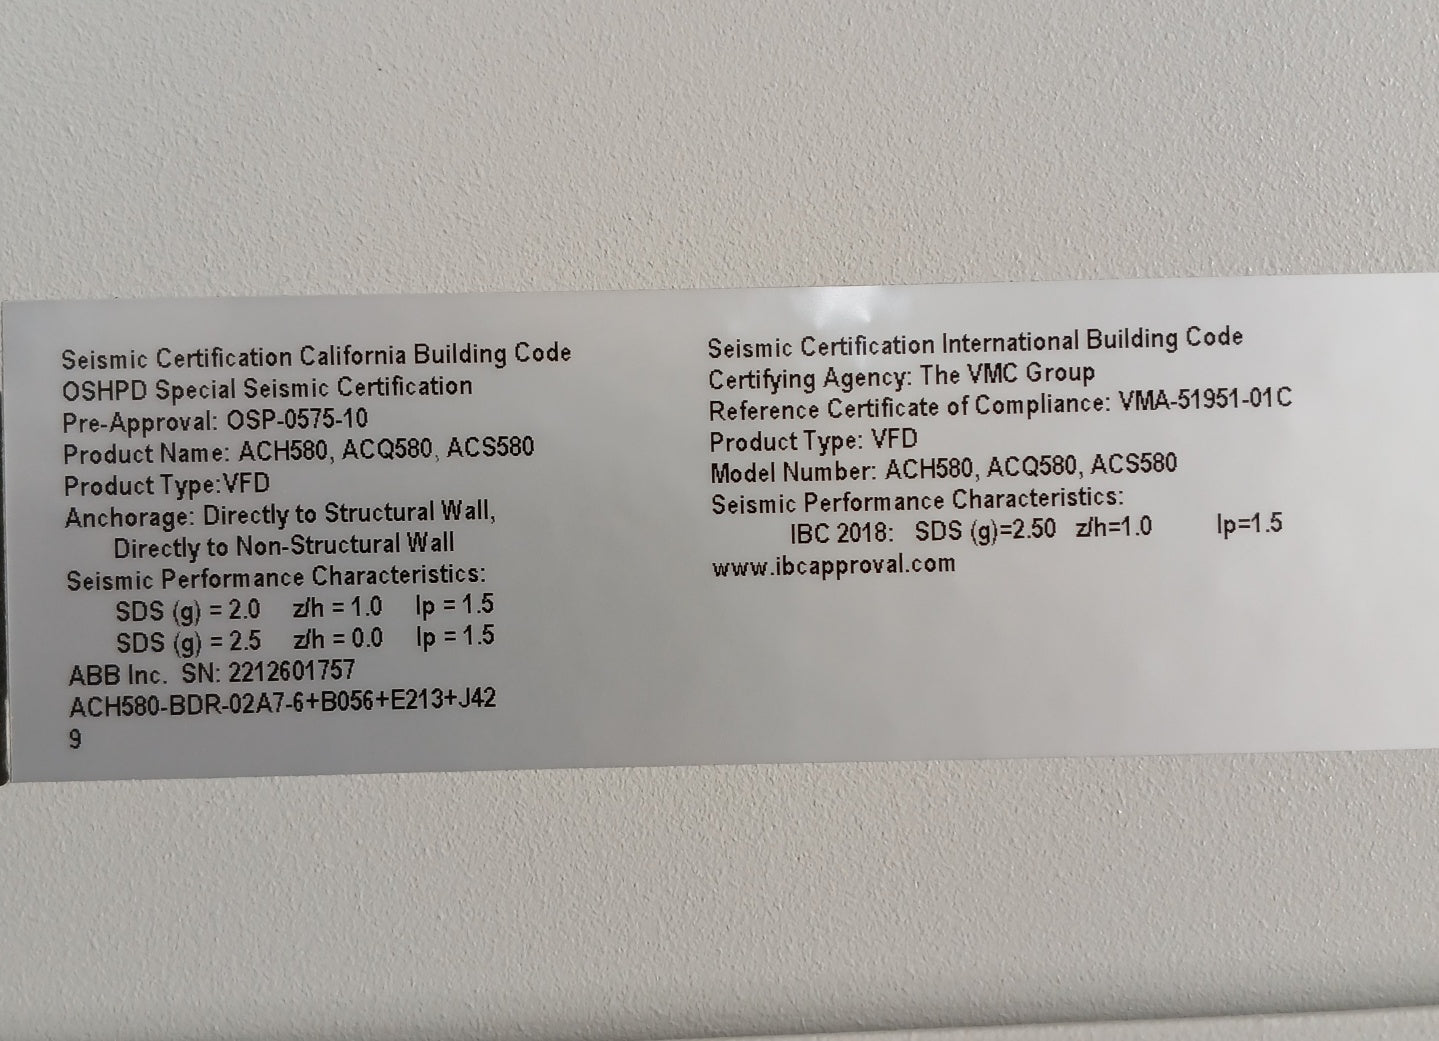 Seismic Certification California Building Code
OSHPD Special Seismic Certification
Pre-Approval: OSP-0575-10
Product Name: ACH580, ACQ580, ACS580
Product Type:VFD
Anchorage: Directly to Structural Wall,
Directly to Non-Structural Wall
Seismic Performance Characteristics:
SDS (g) = 2.0 z/h = 1.0 Ip = 1.5
SDS (g) = 2.5 z/h = 0.0 Ip = 1.5
ABB Inc. SN: 2212601757
ACH580-BDR-02A7-6+B056+E213+J42
9
Seismic Certification International Building Code
Certifying Agency: The VMC Group
Reference Certificate of Compliance: VMA-51951-01C
Product Type: VFD
Model Number: ACH580, ACQ580, ACS580
Seismic Performance Characteristics:
IBC 2018: SDS (g)=2.50 z/h=1.0 Ip=1.5
www.ibcapproval.com